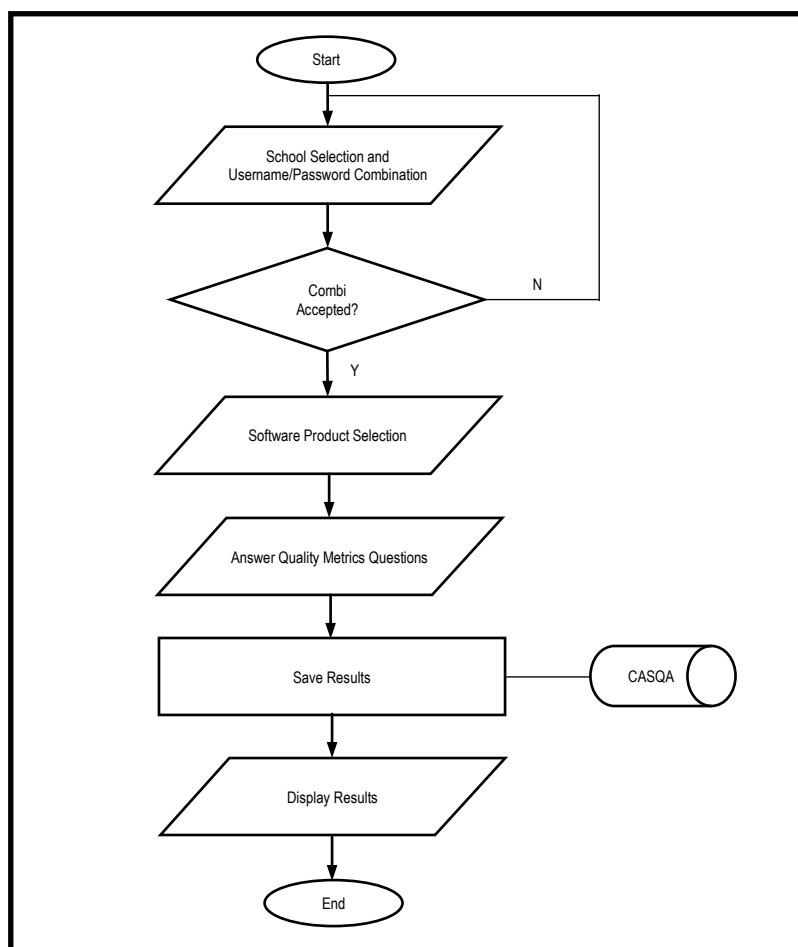 Start
School Selection and
Username/Password Combination
Combi
Accepted?
N
Y
Software Product Selection
Answer Quality Metrics Questions
Save Results
CASQA
Display Results
End